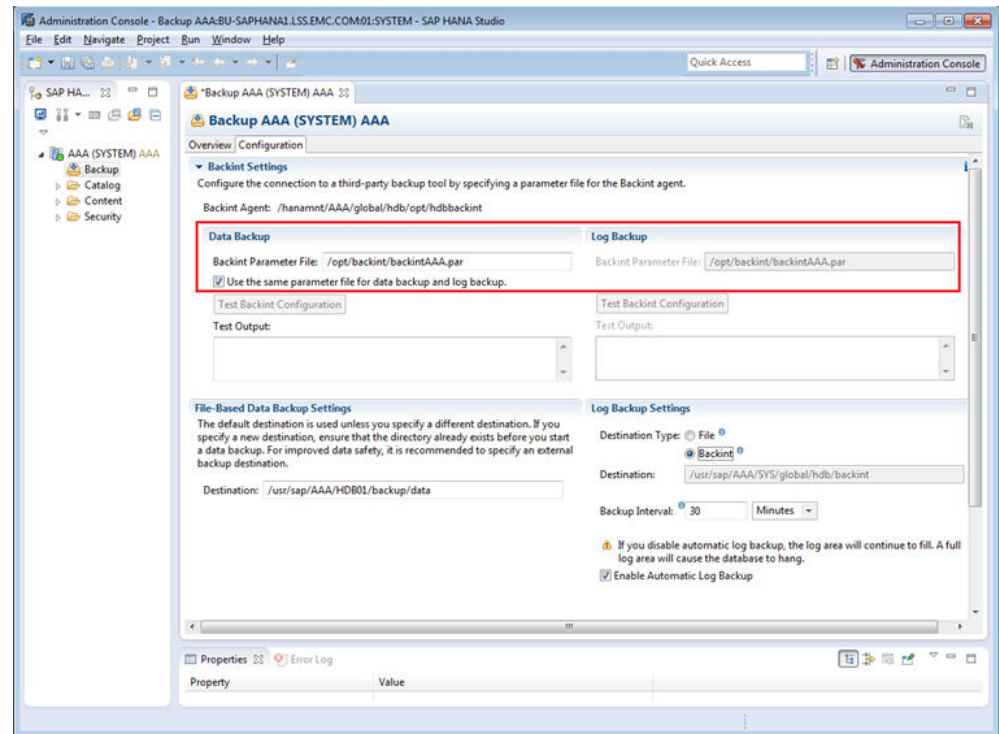 Administration Console - Backup AAA:BU-SAPHANA1.LSS.EMC.COM:01:SYSTEM - SAP HANA Studio
File Edit Navigate Project Run Window Help
Quick Access
Administration Console
SAP HA...
*Backup AAA (SYSTEM) AAA
Backup AAA (SYSTEM) AAA
AAA (SYSTEM) AAA
Backup
Catalog
Content
Security
Overview Configuration
Backint Settings
Configure the connection to a third-party backup tool by specifying a parameter file for the Backint agent.
Backint Agent: /hanamnt/AAA/global/hdb/opt/hdbbackint
Data Backup
Backint Parameter File: /opt/backint/backintAAA.par
Use the same parameter file for data backup and log backup.
Test Backint Configuration
Test Output:
Log Backup
Backint Parameter File: /opt/backint/backintAAA.par
Test Backint Configuration
Test Output:
File-Based Data Backup Settings
The default destination is used unless you specify a different destination. If you
specify a new destination, ensure that the directory already exists before you start
a data backup. For improved data safety, it is recommended to specify an external
backup destination.
Destination: /usr/sap/AAA/HDB01/backup/data
Log Backup Settings
Destination Type: File
Backint
Destination: /usr/sap/AAA/SYS/global/hdb/backint
Backup Interval: 30 Minutes
If you disable automatic log backup, the log area will continue to fill. A full
log area will cause the database to hang.
Enable Automatic Log Backup
Properties Error Log
Property Value